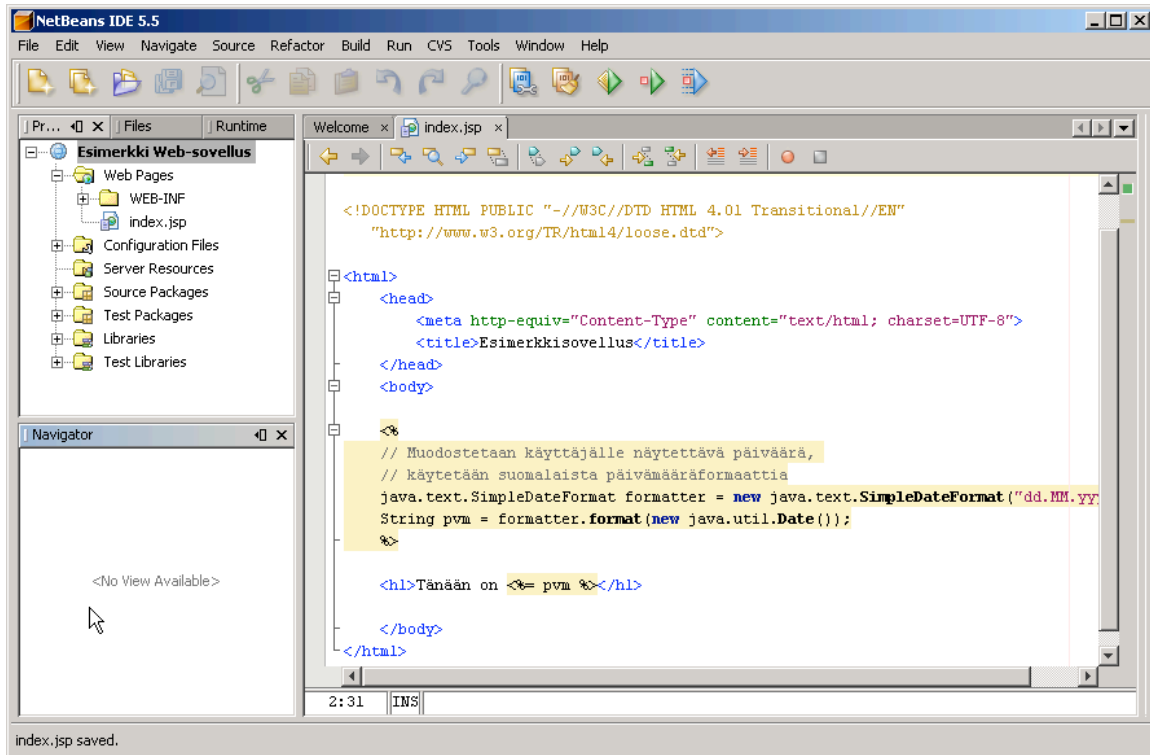 NetBeans IDE 5.5
File Edit View Navigate Source Refactor Build Run CVS Tools Window Help
Pr... Files Runtime
Esimerkki Web-sovellus
Web Pages
WEB-INF
index.jsp
Configuration Files
Server Resources
Source Packages
Test Packages
Libraries
Test Libraries
Navigator
<No View Available>
Welcome index.jsp
<!DOCTYPE HTML PUBLIC "-//W3C//DTD HTML 4.01 Transitional//EN"
"http://www.w3.org/TR/html4/loose.dtd">
<html>
<head>
<meta http-equiv="Content-Type" content="text/html; charset=UTF-8">
<title>Esimerkkisovellus</title>
</head>
<body>
<%
// Muodostetaan käyttäjälle näytettävä päiväärä,
// käytetään suomalaista päivämääräformaattia
java.text.SimpleDateFormat formatter = new java.text.SimpleDateFormat("dd.MM.yy
String pvm = formatter.format(new java.util.Date());
%>
<h1>Tänään on <%= pvm %></h1>
</body>
</html>
2:31 INS
index.jsp saved.